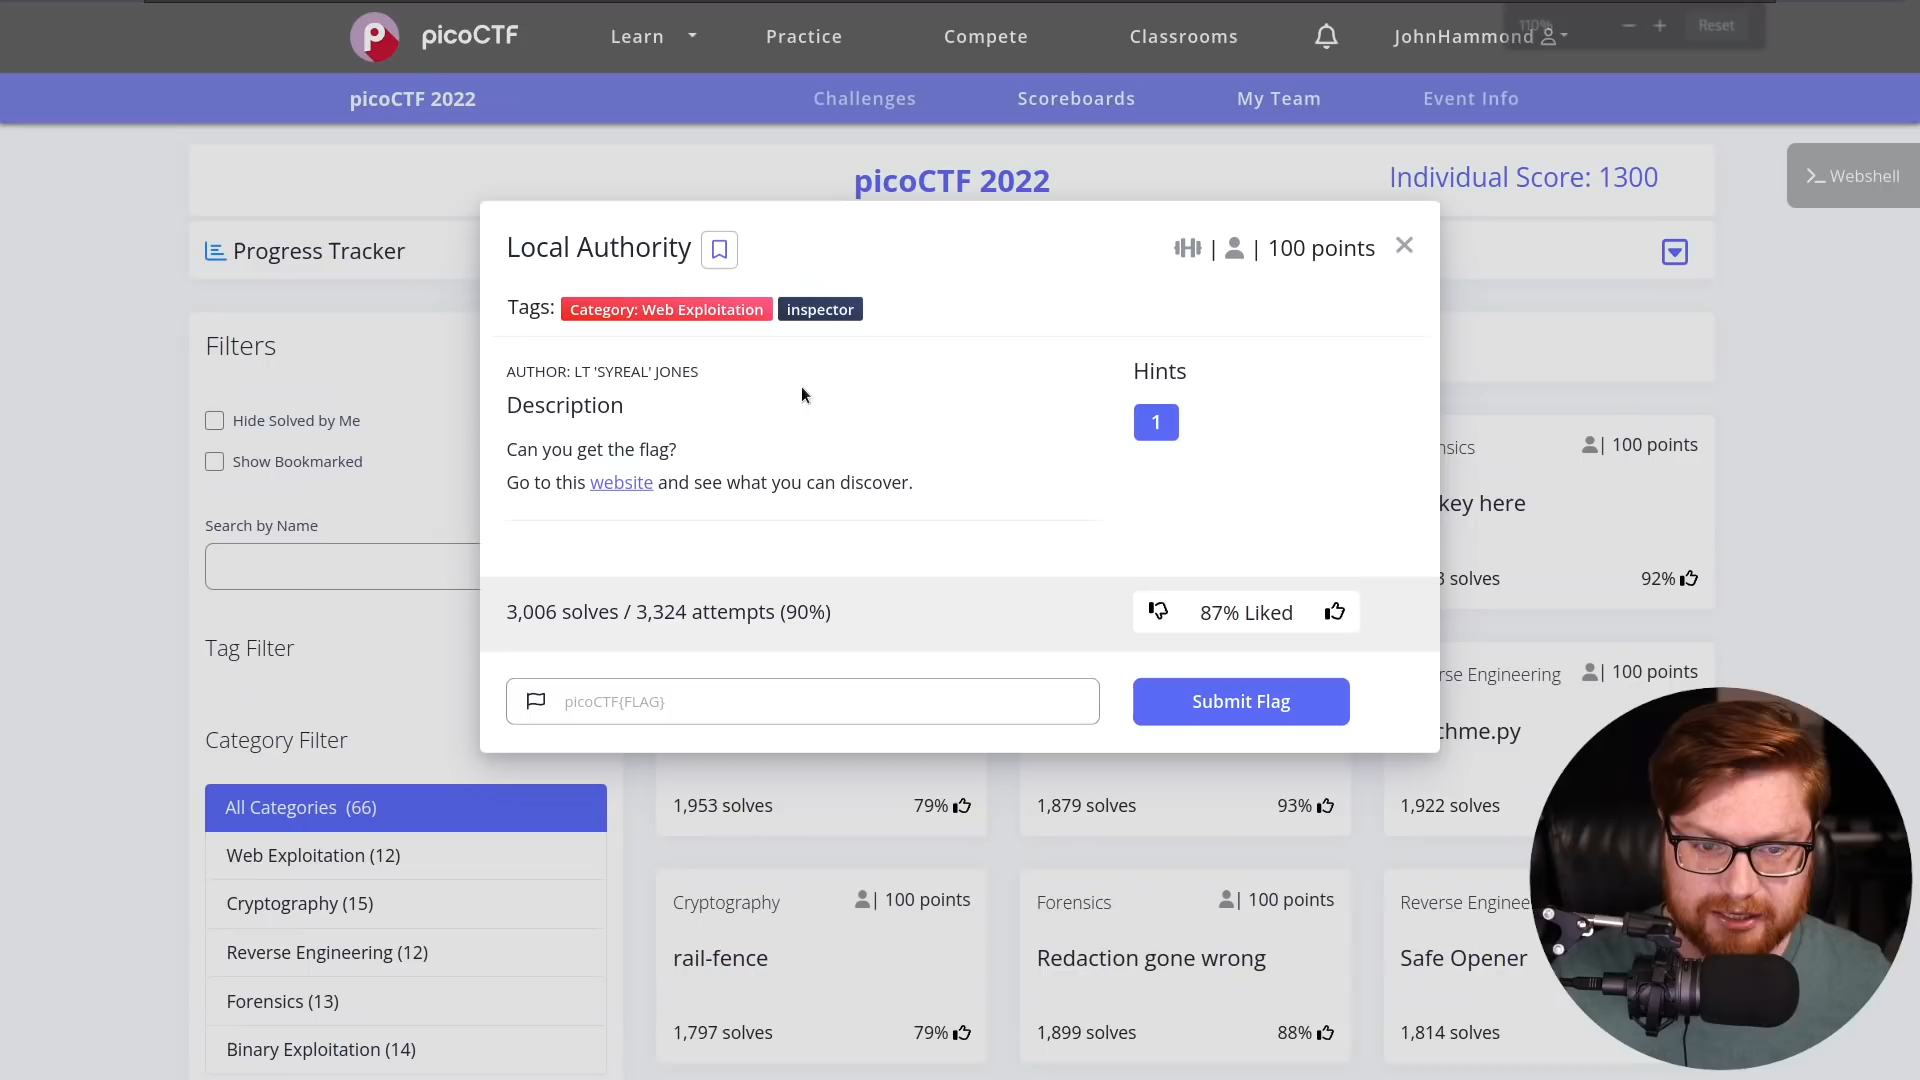 picoCTF
Learn
Practice
Compete
Classrooms
JohnHammond
110%
Reset
picoCTF 2022
Challenges
Scoreboards
My Team
Event Info
picoCTF 2022
Individual Score: 1300
Webshell
Progress Tracker
Local Authority
| | 100 points
Tags: Category: Web Exploitation inspector
AUTHOR: LT 'SYREAL' JONES
Description
Can you get the flag?
Go to this website and see what you can discover.
Hints
1
3,006 solves / 3,324 attempts (90%)
87% Liked
picoCTF{FLAG}
Submit Flag
Filters
Hide Solved by Me
Show Bookmarked
Search by Name
Tag Filter
Category Filter
All Categories (66)
Web Exploitation (12)
Cryptography (15)
Reverse Engineering (12)
Forensics (13)
Binary Exploitation (14)
| 100 points
key here
solves
92%
Engineering
| 100 points
chme.py
1,953 solves
79%
1,879 solves
93%
1,922 solves
Cryptography
| 100 points
rail-fence
1,797 solves
79%
Forensics
| 100 points
Redaction gone wrong
1,899 solves
88%
Reverse Enginee
Safe Opener
1,814 solves